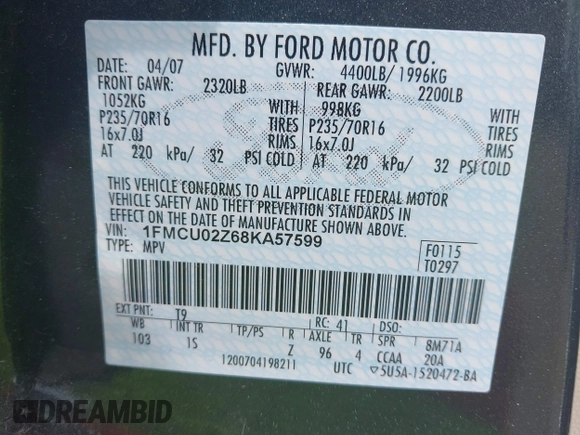 MFD. BY FORD MOTOR CO.
DATE: 04/07 GVWR: 4400LB/ 1996KG
FRONT GAWR: 2320LB REAR GAWR: 2200LB
1052KG WITH 998KG WITH
P235/70R16 TIRES P235/70R16 TIRES
16x7.0J RIMS 16x7.0J RIMS
AT 220 kPa/ 32 PSI COLD AT 220 kPa/ 32 PSI COLD
THIS VEHICLE CONFORMS TO ALL APPLICABLE FEDERAL MOTOR
VEHICLE SAFETY AND THEFT PREVENTION STANDARDS IN
EFFECT ON THE DATE OF MANUFACTURE SHOWN ABOVE.
VIN: 1FMCU02Z68KA57599
TYPE: MPV
F0115
T0297
EXT PNT: T9 RC: 41
WB INT TR TP/PS R AXLE TR SPR 8M71A
103 1S Z 96 4 CCAA 20A
1200704198211 UTC 5U5A-1520472-BA
DREAMBID